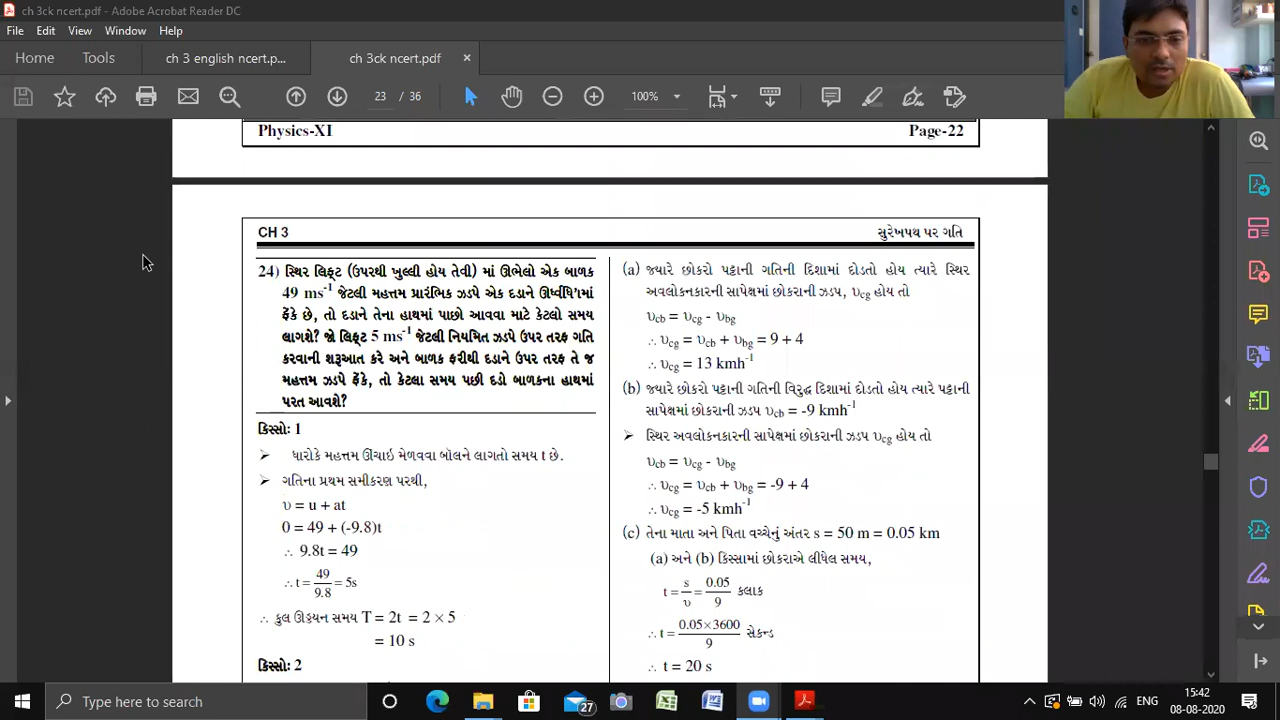 ch 3ck ncert.pdf - Adobe Acrobat Reader DC
File Edit View Window Help
Home Tools ch 3 english ncert.p... ch 3ck ncert.pdf ×
23 / 36 100%
Physics-XI Page-22
CH 3 સુરેખપથ પર ગતિ
24) સ્થિર લિફ્ટ (ઉપરથી ખુલ્લી હોય તેવી) માં ઊભેલો એક બાળક
49 ms⁻¹ જેટલી મહત્તમ પ્રારંભિક ઝડપે એક દડાને ઊર્ધ્વદિશામાં
ફેંકે છે, તો દડાને તેના હાથમાં પાછો આવવા માટે કેટલો સમય
લાગશે? જો લિફ્ટ 5 ms⁻¹ જેટલી નિયમિત ઝડપે ઉપર તરફ ગતિ
કરવાની શરૂઆત કરે અને બાળક ફરીથી દડાને ઉપર તરફ તે જ
મહત્તમ ઝડપે ફેંકે, તો કેટલા સમય પછી દડો બાળકના હાથમાં
પરત આવશે?
કિસ્સો: 1
➢ ધારોકે મહત્તમ ઊંચાઇ મેળવવા બોલને લાગતો સમય t છે.
➢ ગતિના પ્રથમ સમીકરણ પરથી,
υ = u + at
0 = 49 + (-9.8)t
∴ 9.8t = 49
∴ t = 49/9.8 = 5s
∴ કુલ ઊડ્ડયન સમય T = 2t = 2 × 5
= 10 s
કિસ્સો: 2
(a) જ્યારે છોકરો પટ્ટાની ગતિની દિશામાં દોડતો હોય ત્યારે સ્થિર
અવલોકનકારની સાપેક્ષમાં છોકરાની ઝડપ, υcg હોય તો
υcb = υcg - υbg
∴ υcg = υcb + υbg = 9 + 4
∴ υcg = 13 kmh⁻¹
(b) જ્યારે છોકરો પટ્ટાની ગતિની વિરુદ્ધ દિશામાં દોડતો હોય ત્યારે પટ્ટાની
સાપેક્ષમાં છોકરાની ઝડપ υcb = -9 kmh⁻¹
➢ સ્થિર અવલોકનકારની સાપેક્ષમાં છોકરાની ઝડપ υcg હોય તો
υcb = υcg - υbg
∴ υcg = υcb + υbg = -9 + 4
∴ υcg = -5 kmh⁻¹
(c) તેના માતા અને પિતા વચ્ચેનું અંતર s = 50 m = 0.05 km
(a) અને (b) કિસ્સામાં છોકરાએ લીધેલ સમય,
t = s/υ = 0.05/9 કલાક
∴ t = 0.05×3600/9 સેકન્ડ
∴ t = 20 s
Type here to search 27 ENG 15:42
08-08-2020